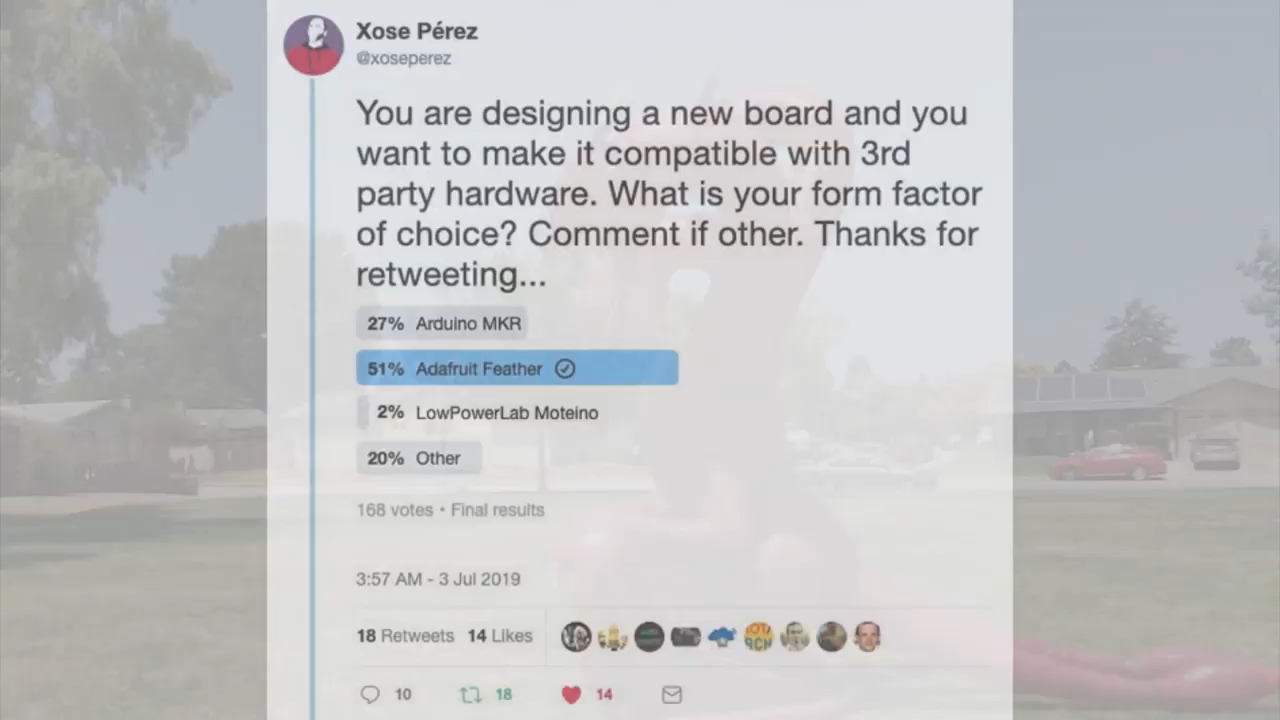 Xose Pérez
@xoseperez
You are designing a new board and you
want to make it compatible with 3rd
party hardware. What is your form factor
of choice? Comment if other. Thanks for
retweeting...
27% Arduino MKR
51% Adafruit Feather
2% LowPowerLab Moteino
20% Other
168 votes • Final results
3:57 AM - 3 Jul 2019
18 Retweets 14 Likes
10 18 14